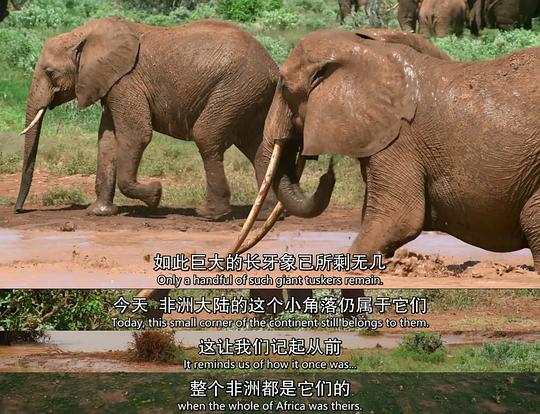 如此巨大的长牙象已所剩无几
Only a handful of such giant tuskers remain.
今天 非洲大陆的这个小角落仍属于它们
Today, this small corner of the continent still belongs to them.
这让我们记起从前
It reminds us of how it once was...
整个非洲都是它们的
when the whole of Africa was theirs.